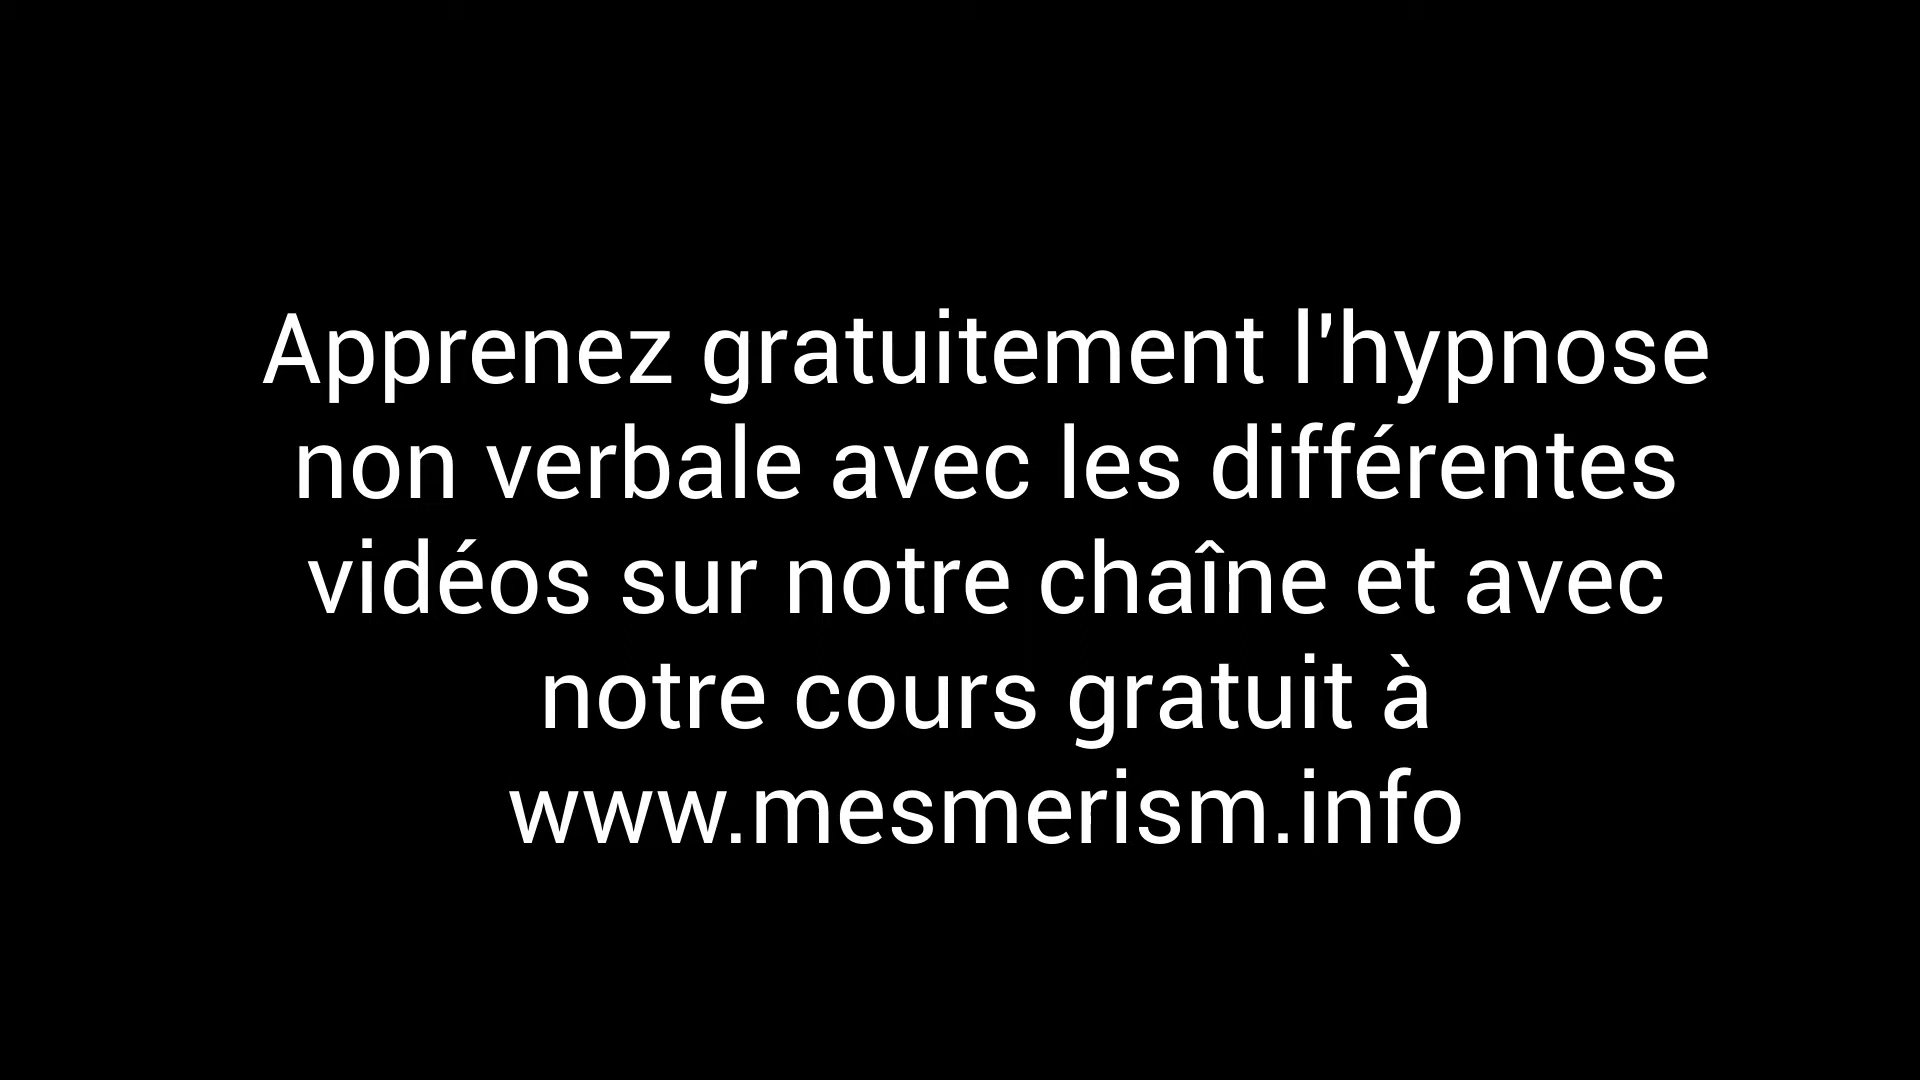 Apprenez gratuitement l'hypnose
non verbale avec les différentes
vidéos sur notre chaîne et avec
notre cours gratuit à
www.mesmerism.info